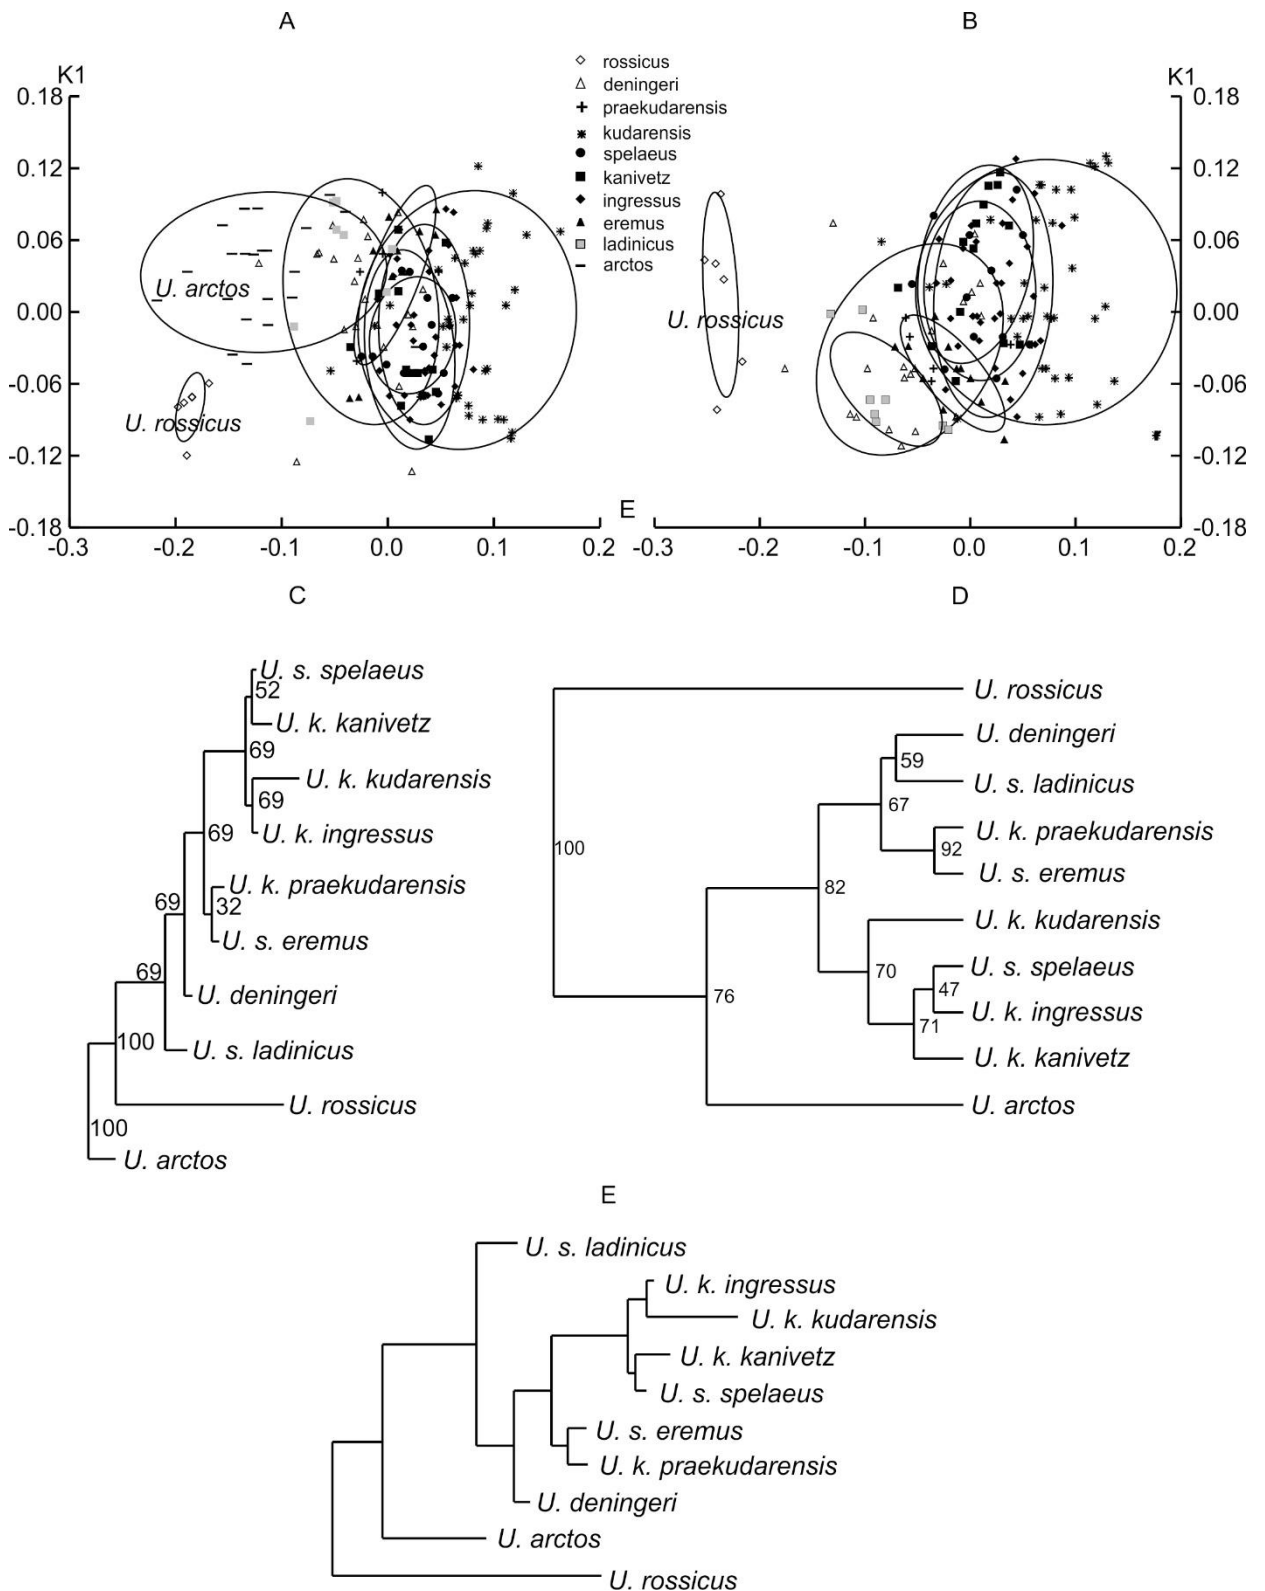 A
B
K1
0.18
0.12
0.06
0.00
-0.06
-0.12
-0.18
-0.3
-0.2
-0.1
0.0
0.1
0.2
U. arctos
U. rossicus
rossicus
deningeri
praekudarensis
kudarensis
spelaeus
kanivetz
ingressus
eremus
ladinicus
arctos
E
K1
0.18
0.12
0.06
0.00
-0.06
-0.12
-0.18
-0.3
-0.2
-0.1
0.0
0.1
0.2
U. rossicus
C
U. s. spelaeus
52
U. k. kanivetz
69
U. k. kudarensis
69
U. k. ingressus
69
U. k. praekudarensis
32
69
U. s. eremus
69
U. deningeri
100
U. s. ladinicus
U. rossicus
100
U. arctos
D
U. rossicus
U. deningeri
59
U. s. ladinicus
67
U. k. praekudarensis
92
100
U. s. eremus
82
U. k. kudarensis
70
U. s. spelaeus
47
76
U. k. ingressus
71
U. k. kanivetz
U. arctos
E
U. s. ladinicus
U. k. ingressus
U. k. kudarensis
U. k. kanivetz
U. s. spelaeus
U. s. eremus
U. k. praekudarensis
U. deningeri
U. arctos
U. rossicus